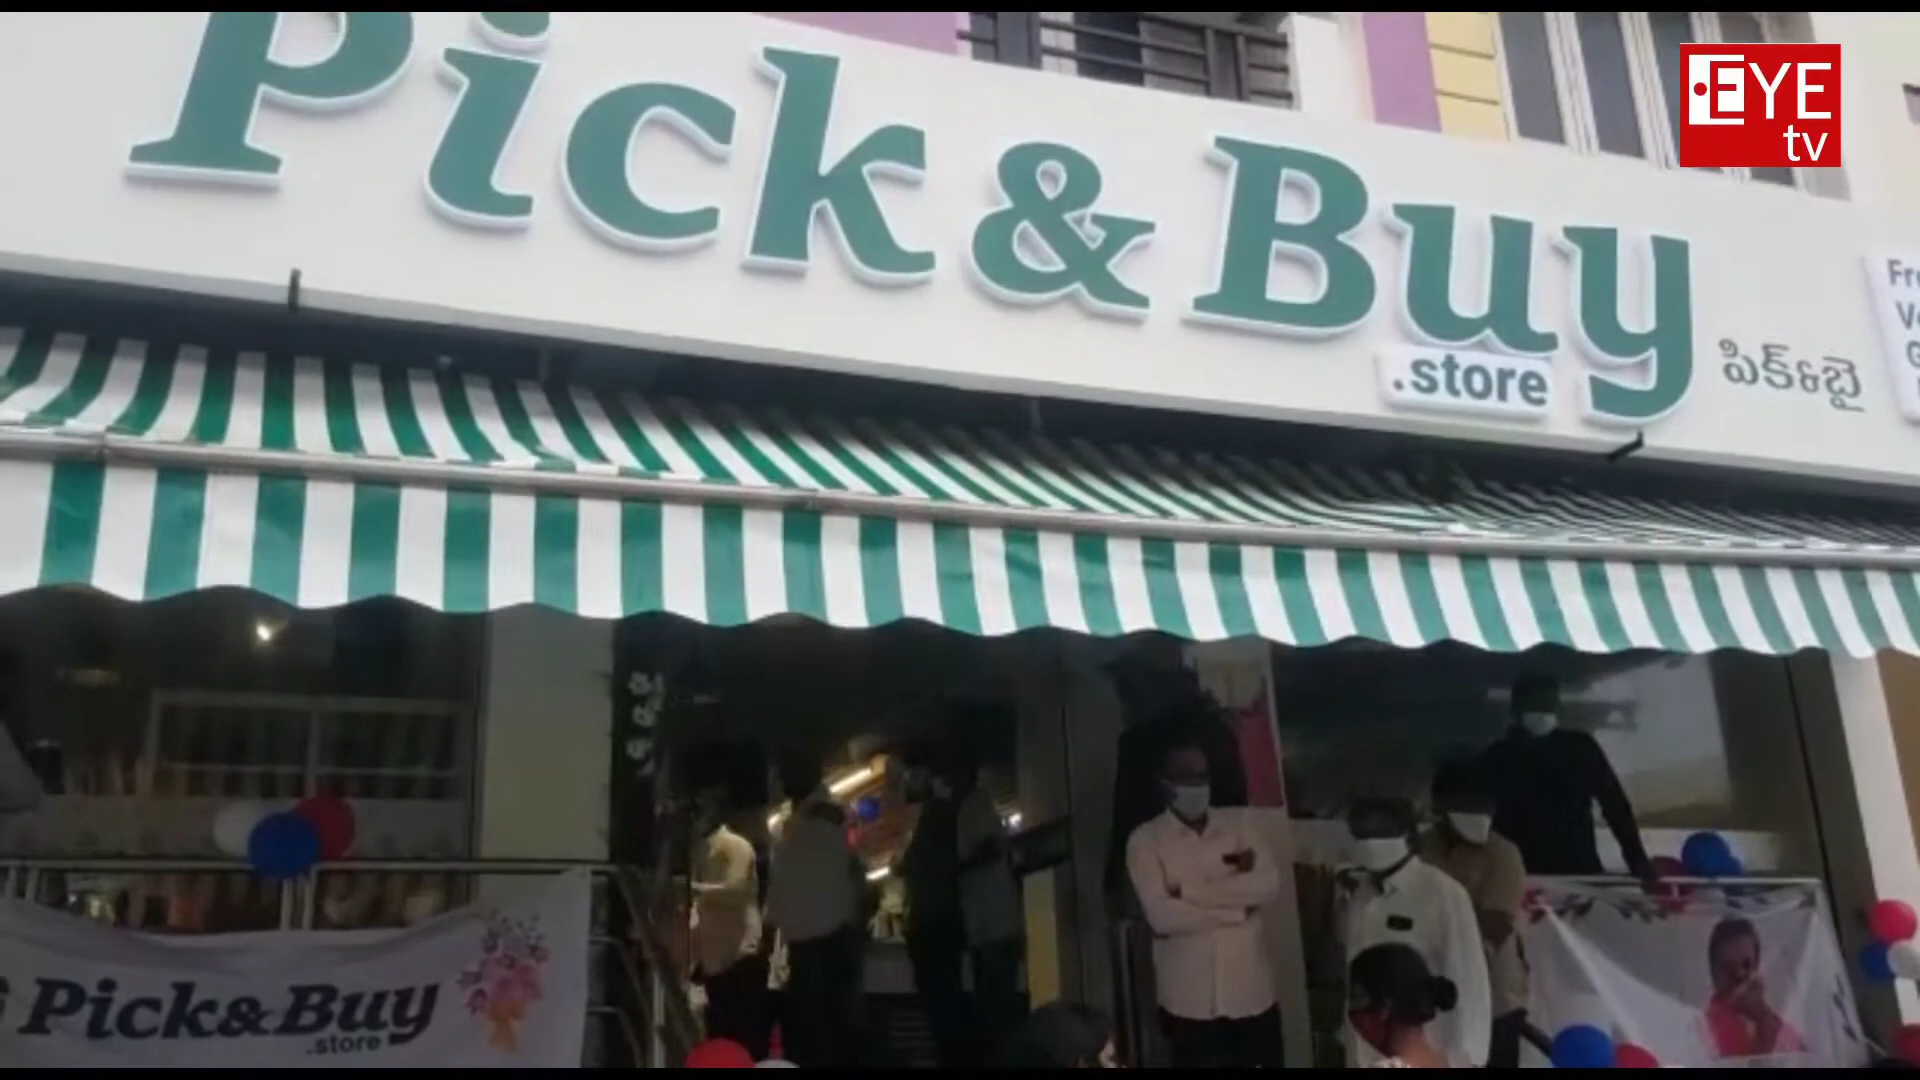 Pick&Buy
.store
పిక్&బై
EYE
tv
Pick&Buy
.store